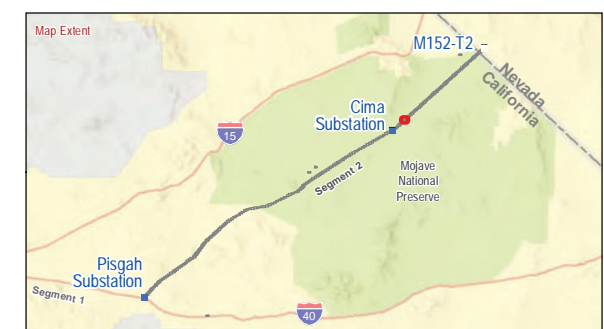 Map Extent
M152-T2
Nevada
California
Cima
Substation
15
Segment 2
Mojave
National
Preserve
Pisgah
Substation
Segment 1
40